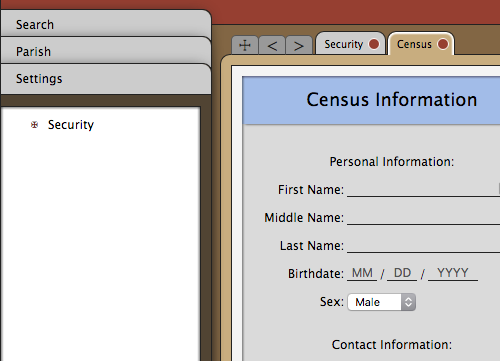 Search
Parish
Settings
Security
< > Security Census
Census Information
Personal Information:
First Name:
Middle Name:
Last Name:
Birthdate: MM / DD / YYYY
Sex: Male
Contact Information: